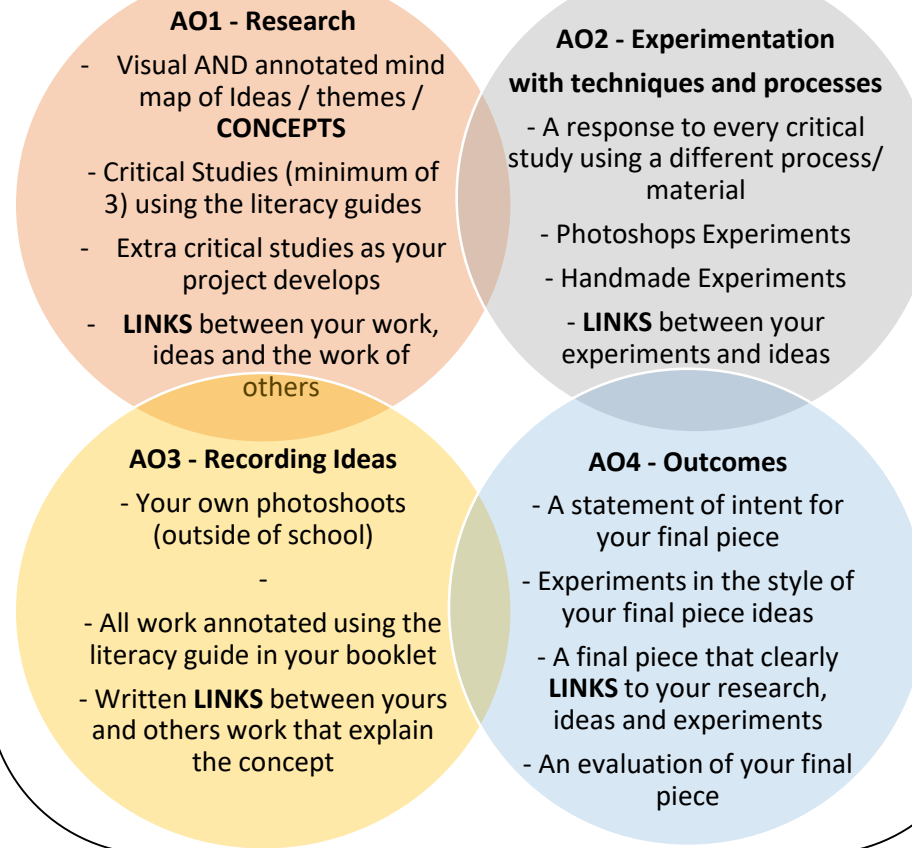 AO1 - Research
- Visual AND annotated mind
map of Ideas / themes /
CONCEPTS
- Critical Studies (minimum of
3) using the literacy guides
- Extra critical studies as your
project develops
- LINKS between your work,
ideas and the work of
others
AO2 - Experimentation
with techniques and processes
- A response to every critical
study using a different process/
material
- Photoshops Experiments
- Handmade Experiments
- LINKS between your
experiments and ideas
AO3 - Recording Ideas
- Your own photoshoots
(outside of school)
-
- All work annotated using the
literacy guide in your booklet
- Written LINKS between yours
and others work that explain
the concept
AO4 - Outcomes
- A statement of intent for
your final piece
- Experiments in the style of
your final piece ideas
- A final piece that clearly
LINKS to your research,
ideas and experiments
- An evaluation of your final
piece